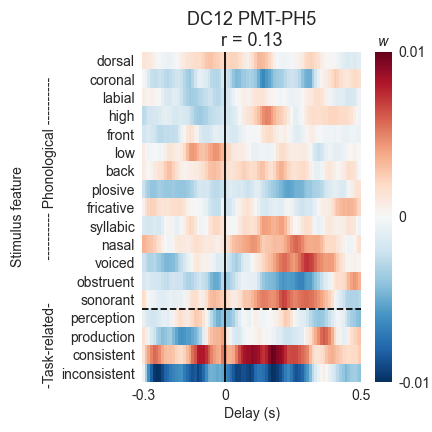 DC12 PMT-PH5
r = 0.13
w
dorsal
coronal
labial
high
front
low
back
plosive
fricative
syllabic
nasal
voiced
obstruent
sonorant
perception
production
consistent
inconsistent
Stimulus feature
-Task-related- ---------- Phonological ----------
0.01
0
-0.01
-0.3 0 0.5
Delay (s)